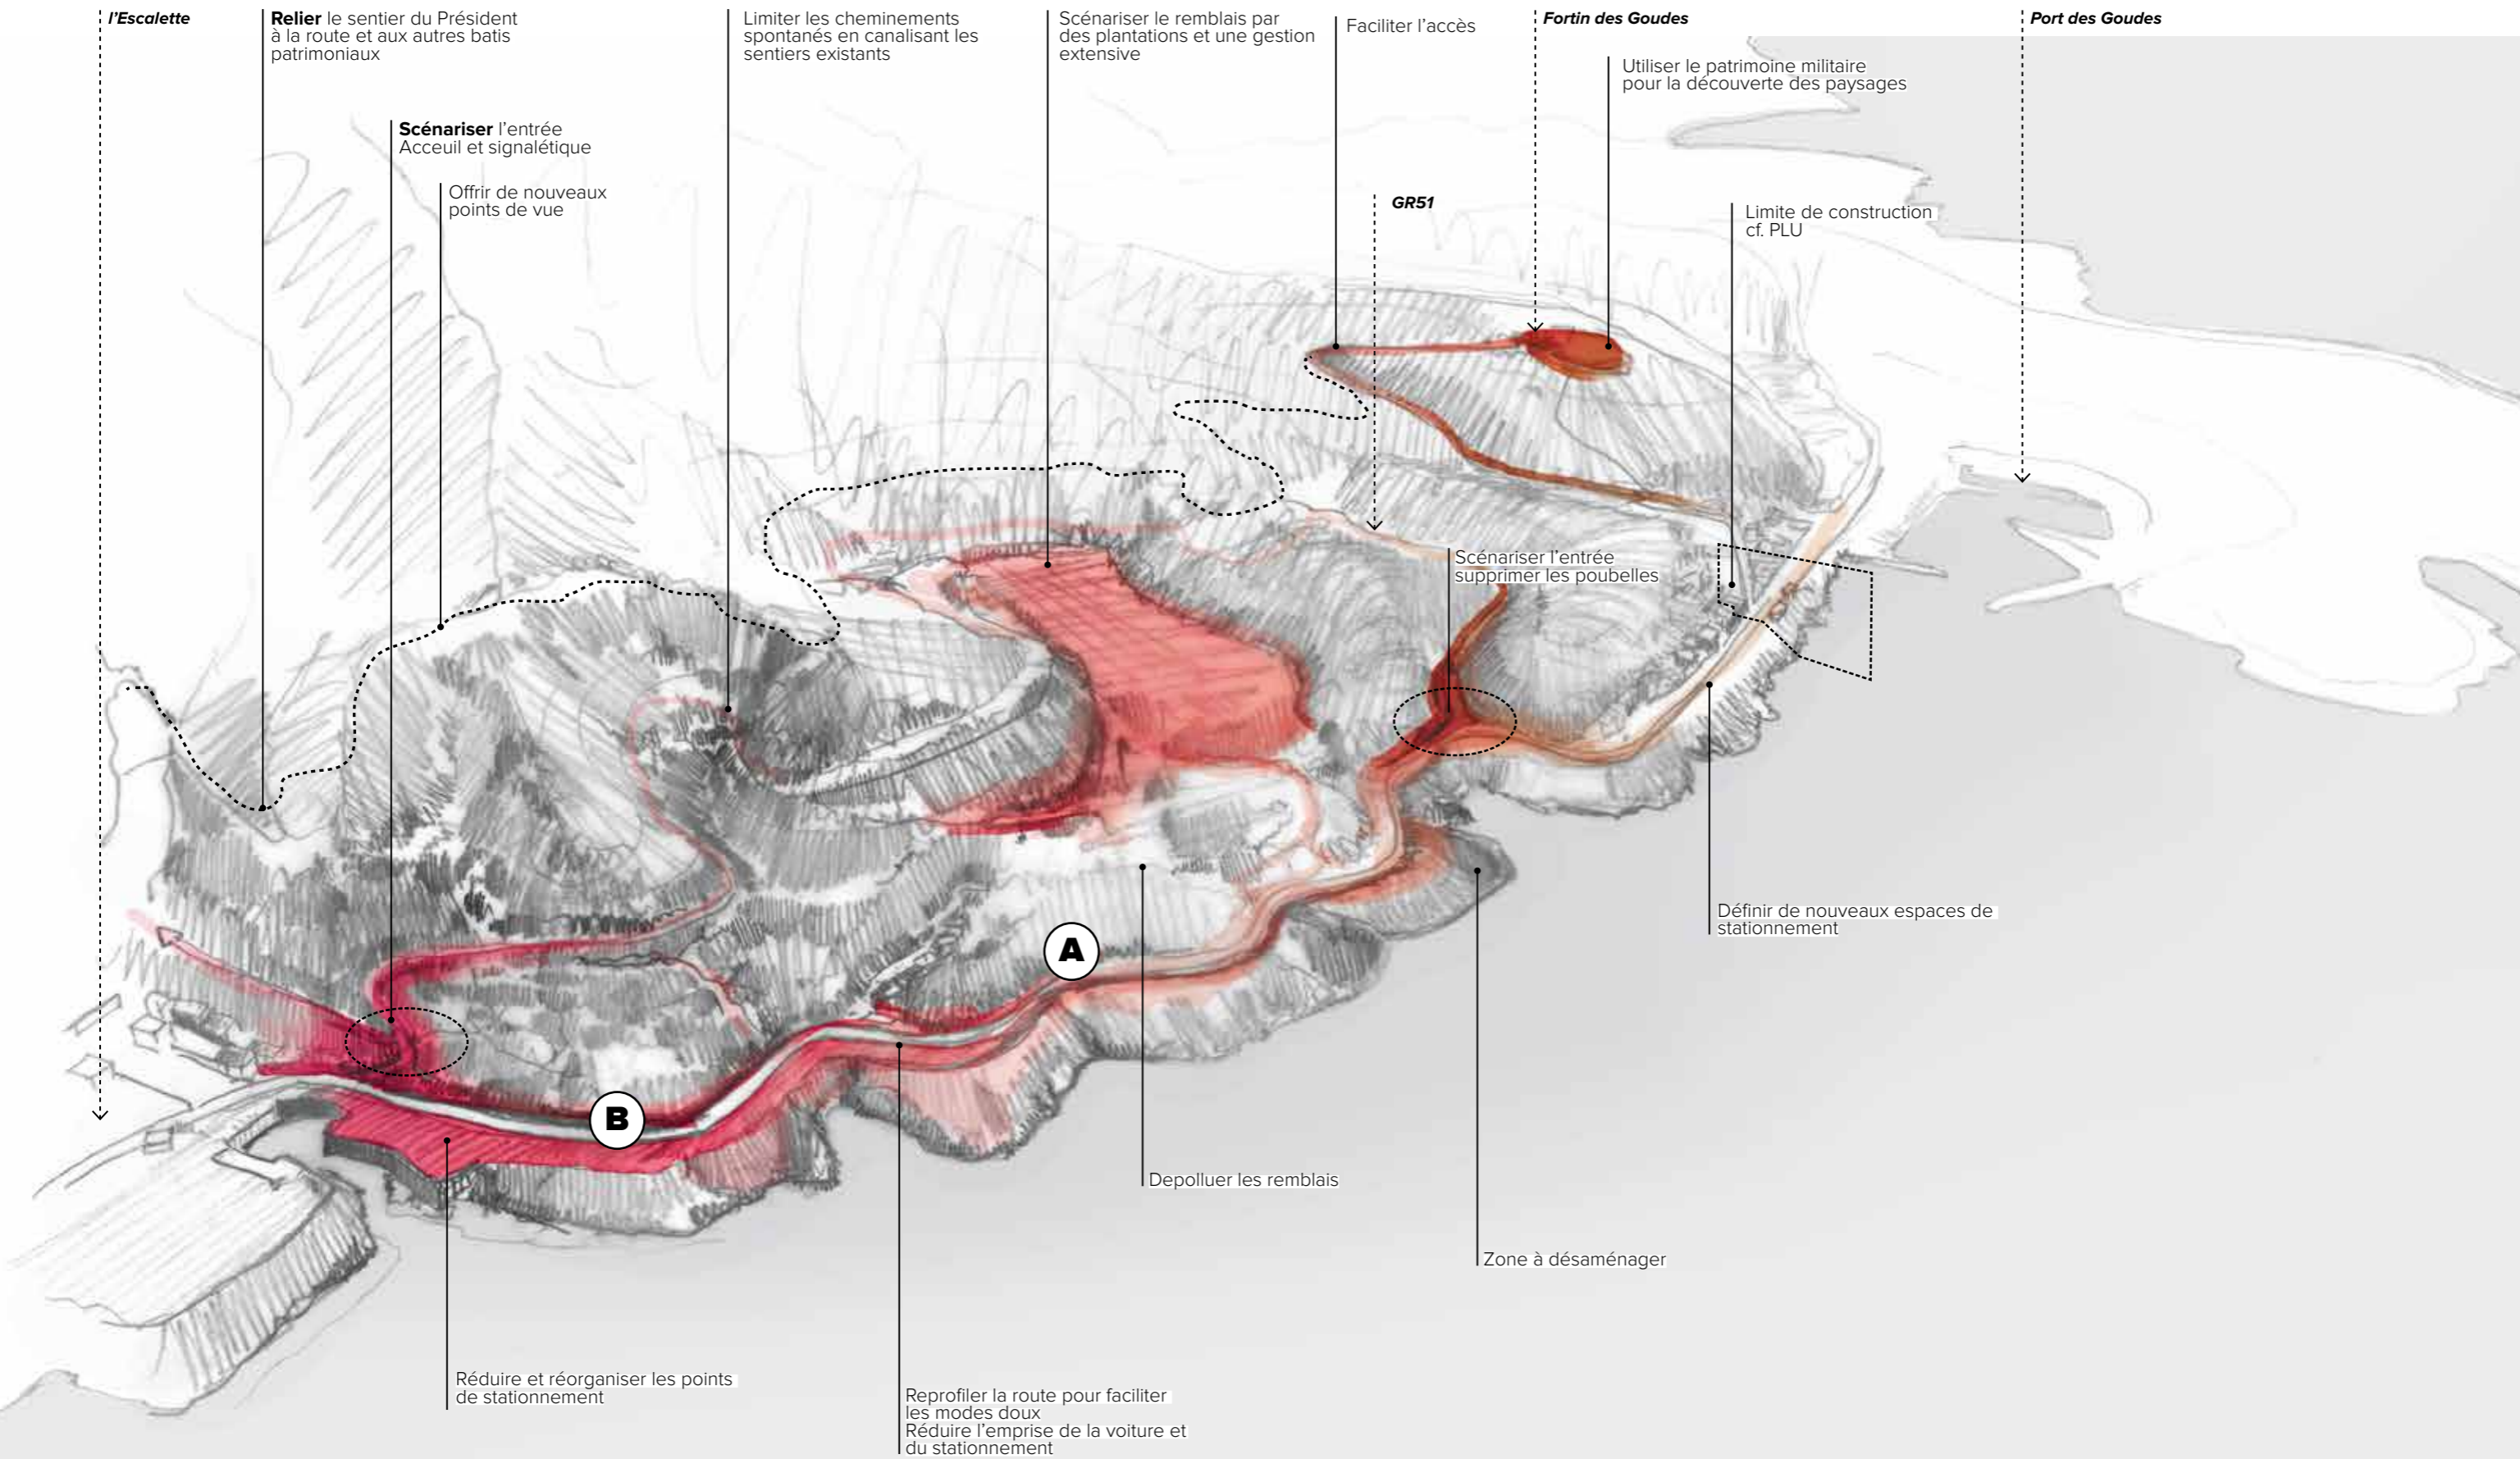 l'Escalette
Relier le sentier du Président
à la route et aux autres batis
patrimoniaux
Limiter les cheminements
spontanés en canalisant les
sentiers existants
Scénariser le remblais par
des plantations et une gestion
extensive
Faciliter l'accès
Fortin des Goudes
Port des Goudes
Utiliser le patrimoine militaire
pour la découverte des paysages
Scénariser l'entrée
Acceuil et signalétique
Offrir de nouveaux
points de vue
GR51
Limite de construction
cf. PLU
Scénariser l'entrée
supprimer les poubelles
Définir de nouveaux espaces de
stationnement
A
B
Depolluer les remblais
Zone à désaménager
Réduire et réorganiser les points
de stationnement
Reprofiler la route pour faciliter
les modes doux
Réduire l'emprise de la voiture et
du stationnement